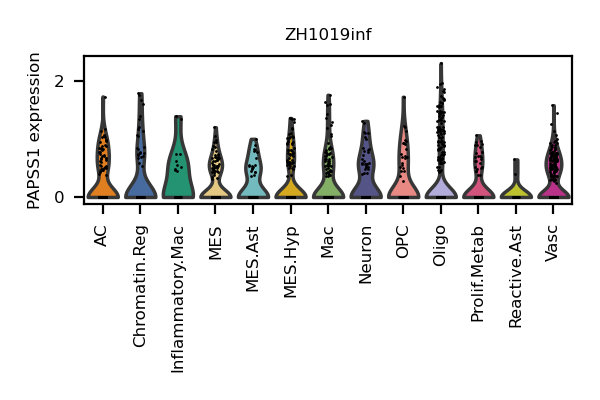 ZH1019inf
PAPSS1 expression
2
0
AC
Chromatin.Reg
Inflammatory.Mac
MES
MES.Ast
MES.Hyp
Mac
Neuron
OPC
Oligo
Prolif.Metab
Reactive.Ast
Vasc